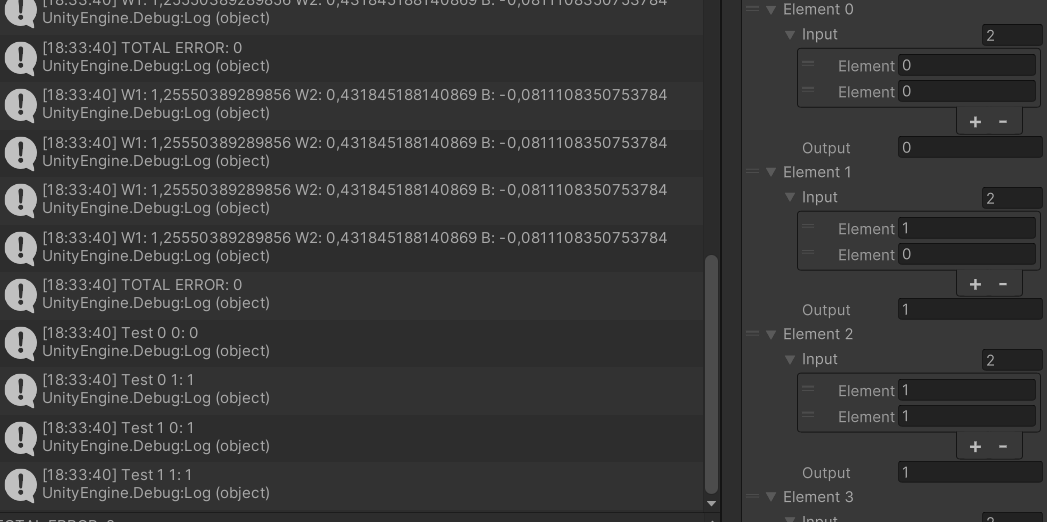 [18:33:40] W1: 1,25550389289856 W2: 0,431845188140869 B: -0,0811108350753784
UnityEngine.Debug:Log (object)
[18:33:40] TOTAL ERROR: 0
UnityEngine.Debug:Log (object)
[18:33:40] W1: 1,25550389289856 W2: 0,431845188140869 B: -0,0811108350753784
UnityEngine.Debug:Log (object)
[18:33:40] W1: 1,25550389289856 W2: 0,431845188140869 B: -0,0811108350753784
UnityEngine.Debug:Log (object)
[18:33:40] W1: 1,25550389289856 W2: 0,431845188140869 B: -0,0811108350753784
UnityEngine.Debug:Log (object)
[18:33:40] W1: 1,25550389289856 W2: 0,431845188140869 B: -0,0811108350753784
UnityEngine.Debug:Log (object)
[18:33:40] TOTAL ERROR: 0
UnityEngine.Debug:Log (object)
[18:33:40] Test 0 0: 0
UnityEngine.Debug:Log (object)
[18:33:40] Test 0 1: 1
UnityEngine.Debug:Log (object)
[18:33:40] Test 1 0: 1
UnityEngine.Debug:Log (object)
[18:33:40] Test 1 1: 1
UnityEngine.Debug:Log (object)
Element 0
Input 2
Element 0
Element 0
+ -
Output 0
Element 1
Input 2
Element 1
Element 0
+ -
Output 1
Element 2
Input 2
Element 1
Element 1
+ -
Output 1
Element 3
Input 2